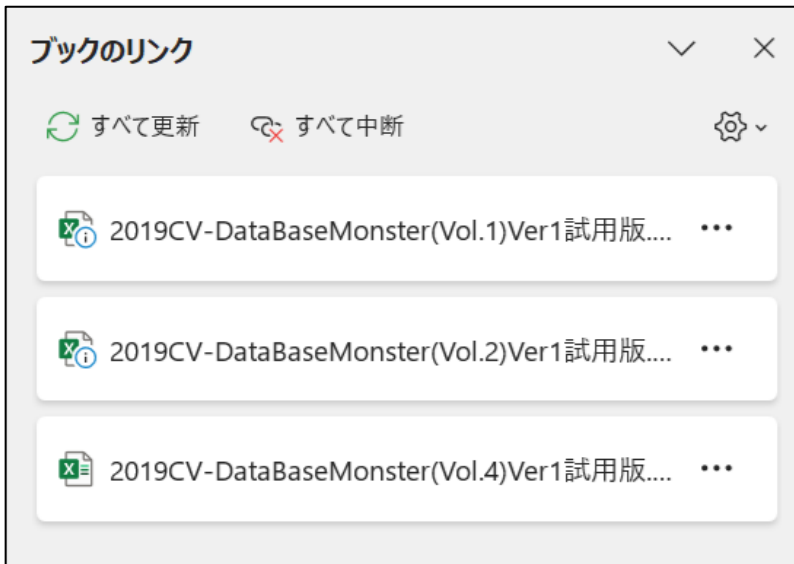 ブックのリンク
すべて更新 すべて中断
2019CV-DataBaseMonster(Vol.1)Ver1試用版....
2019CV-DataBaseMonster(Vol.2)Ver1試用版....
2019CV-DataBaseMonster(Vol.4)Ver1試用版....